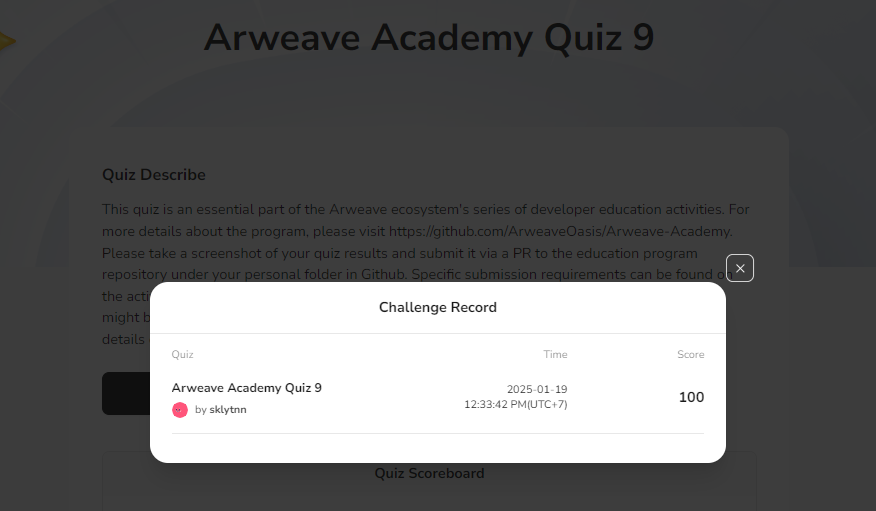 Arweave Academy Quiz 9
Quiz Describe
This quiz is an essential part of the Arweave ecosystem's series of developer education activities. For
more details about the program, please visit https://github.com/ArweaveOasis/Arweave-Academy.
Please take a screenshot of your quiz results and submit it via a PR to the education program
repository under your personal folder in Github. Specific submission requirements can be found on
the acti
might b
details
Challenge Record
Quiz Time Score
Arweave Academy Quiz 9
by sklytnn
2025-01-19
12:33:42 PM(UTC+7)
100
Quiz Scoreboard